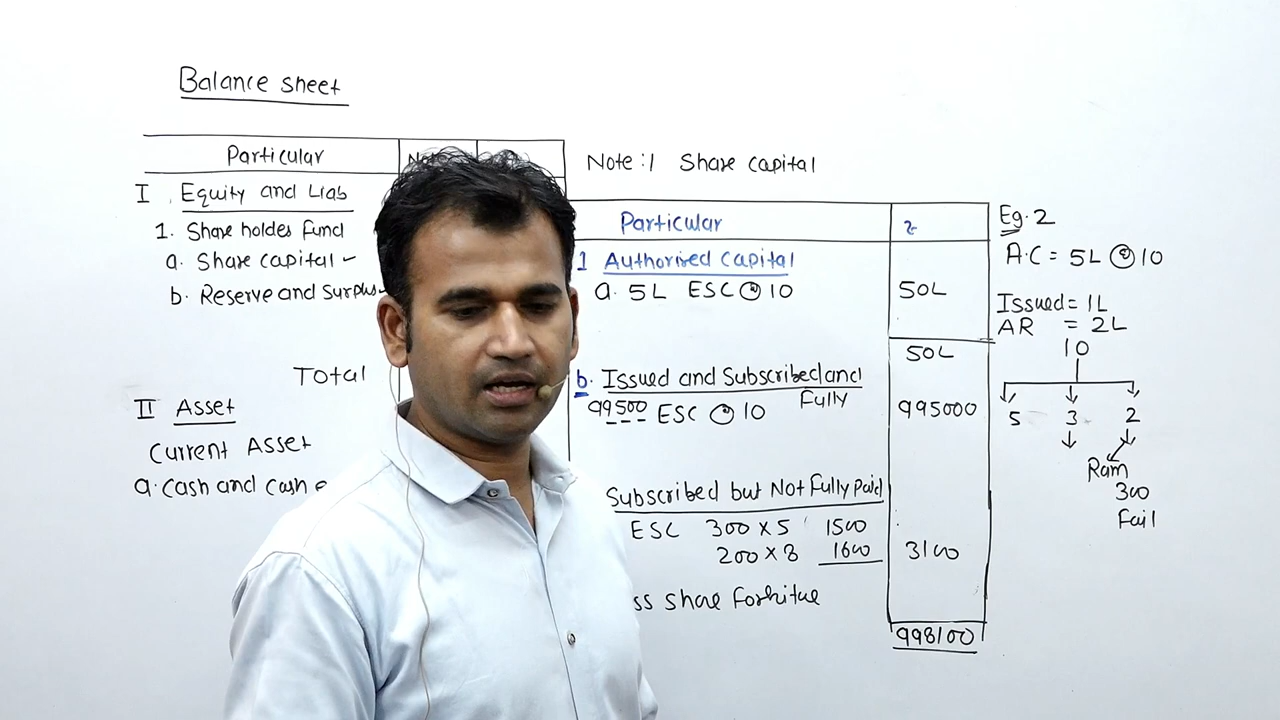 Balance sheet
Particular
I Equity and Liab
1. Share holdes fund
a. Share capital
b. Reserve and Surplus
Total
II Asset
Current Asset
a. Cash and cash
Note :1 Share capital
Particular
1 Authorised Capital
a. 5L ESC @ 10 50L
50L
b. Issued and Subscribed and
Fully
99500 ESC @ 10 995000
Subscribed but Not Fully Paid
ESC 300 × 5 1500
200 × 8 1600 3100
ss Share Forfiture
998100
Eg. 2
A.C = 5L @ 10
Issued = 1L
AR = 2L
10
5 3 2
Ram
300
Fail